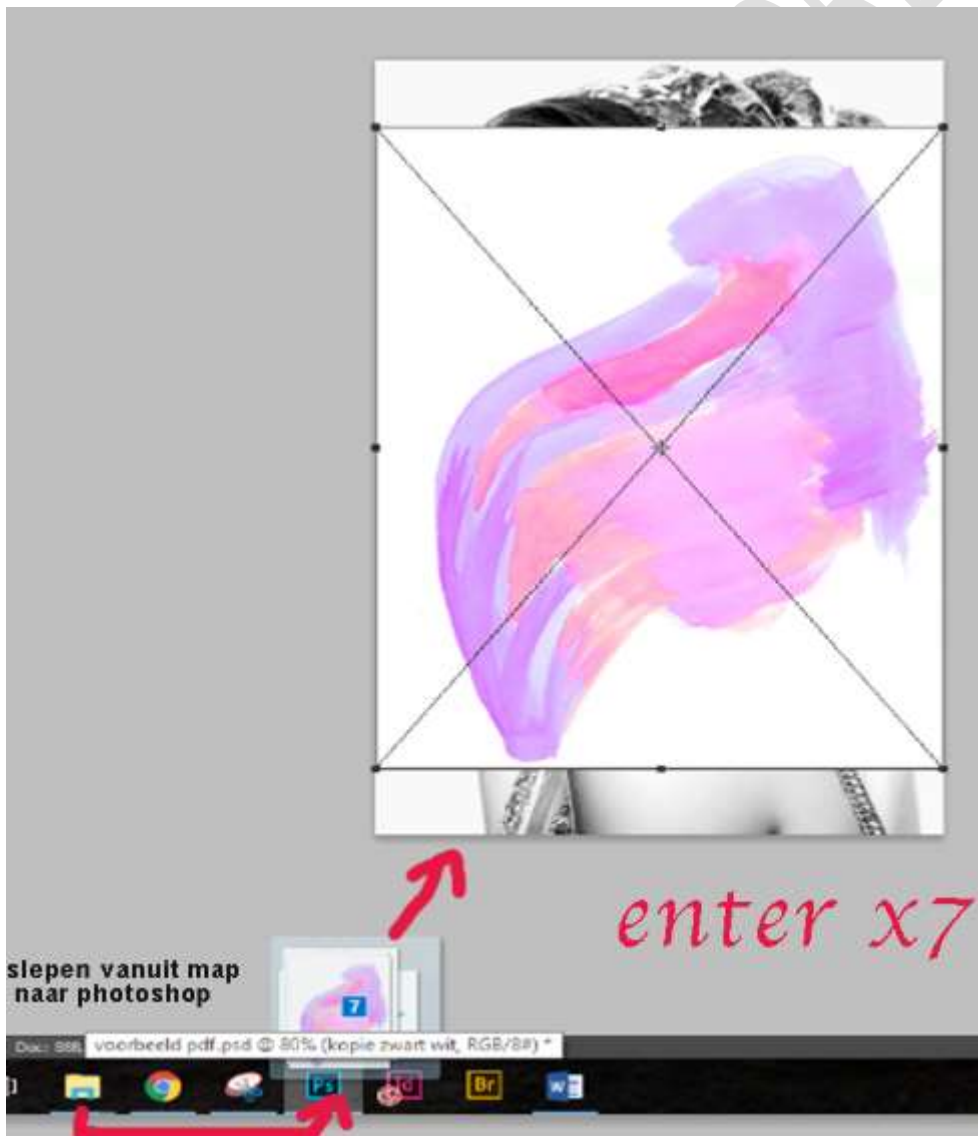 enter x7
slepen vanuit map
naar photoshop
7
voorbeeld pdf.psd @ 80% (kopie zwart wit, RGB/8#) *
Ps
Id
Br
W